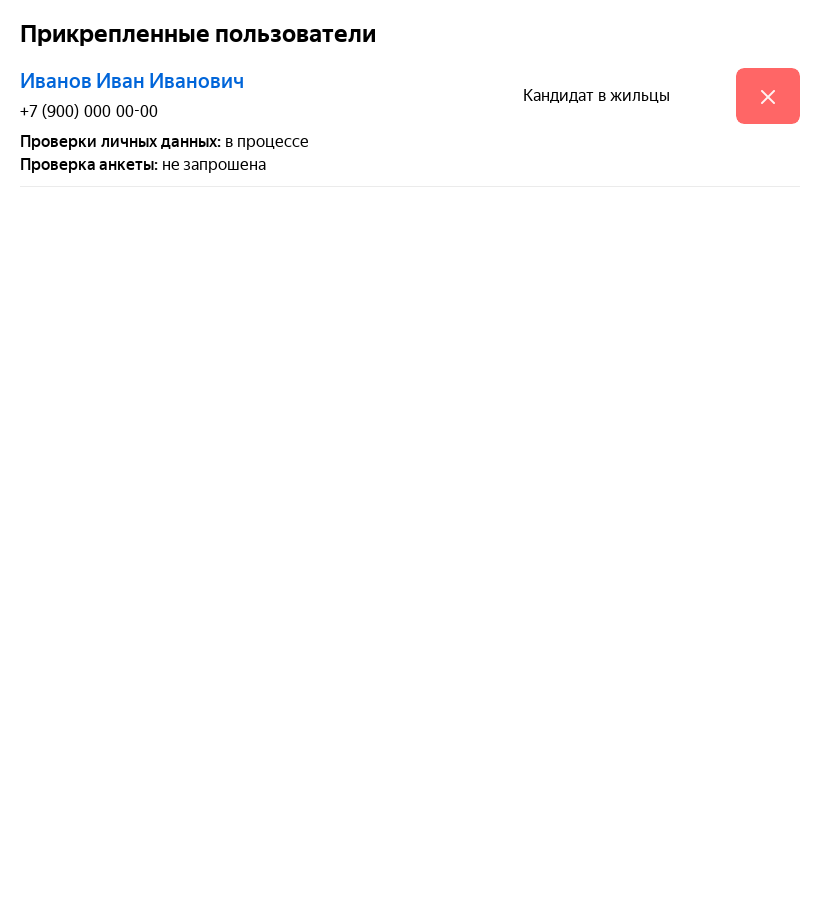 Прикрепленные пользователи
Иванов Иван Иванович
Кандидат в жильцы
+7 (900) 000 00-00
Проверки личных данных: в процессе
Проверка анкеты: не запрошена